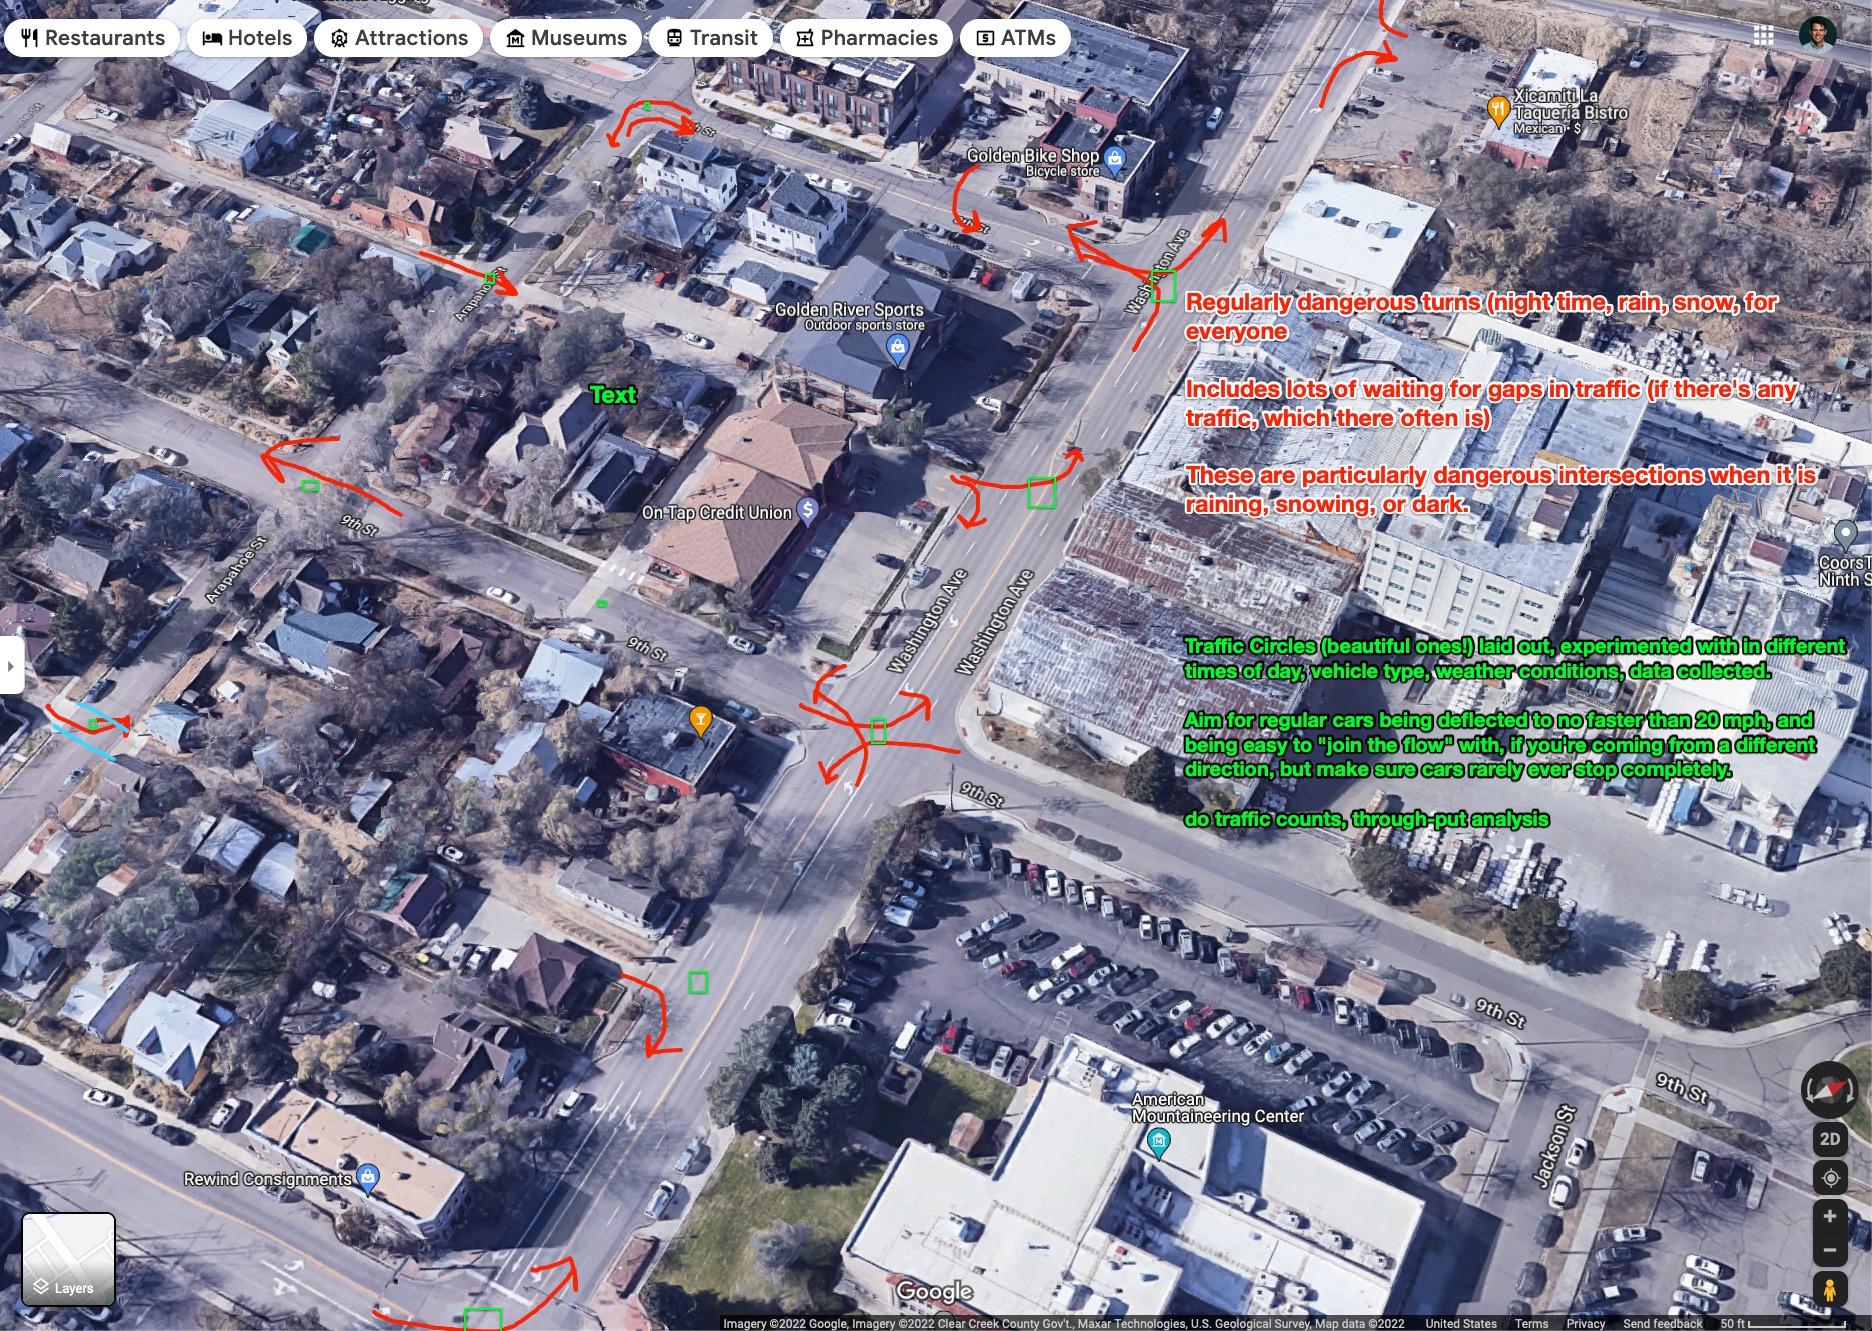 Restaurants
Hotels
Attractions
Museums
Transit
Pharmacies
ATMs
Xicamiti La
Taquería Bistro
Mexican • $
St
Golden Bike Shop
Bicycle store
St
Washington Ave
Arapahoe St
Golden River Sports
Outdoor sports store
Regularly dangerous turns (night time, rain, snow, for
everyone
Includes lots of waiting for gaps in traffic (if there's any
traffic, which there often is)
These are particularly dangerous intersections when it is
raining, snowing, or dark.
Text
On Tap Credit Union
9th St
Arapahoe St
Coors T
Ninth S
Washington Ave
Washington Ave
9th St
Traffic Circles (beautiful ones!) laid out, experimented with in different
times of day, vehicle type, weather conditions, data collected.
Aim for regular cars being deflected to no faster than 20 mph, and
being easy to "join the flow" with, if you're coming from a different
direction, but make sure cars rarely ever stop completely.
do traffic counts, through-put analysis
9th St
9th St
9th St
Jackson St
American
Mountaineering Center
Rewind Consignments
2D
Layers
Google
Imagery ©2022 Google, Imagery ©2022 Clear Creek County Gov't., Maxar Technologies, U.S. Geological Survey, Map data ©2022 United States Terms Privacy Send feedback 50 ft